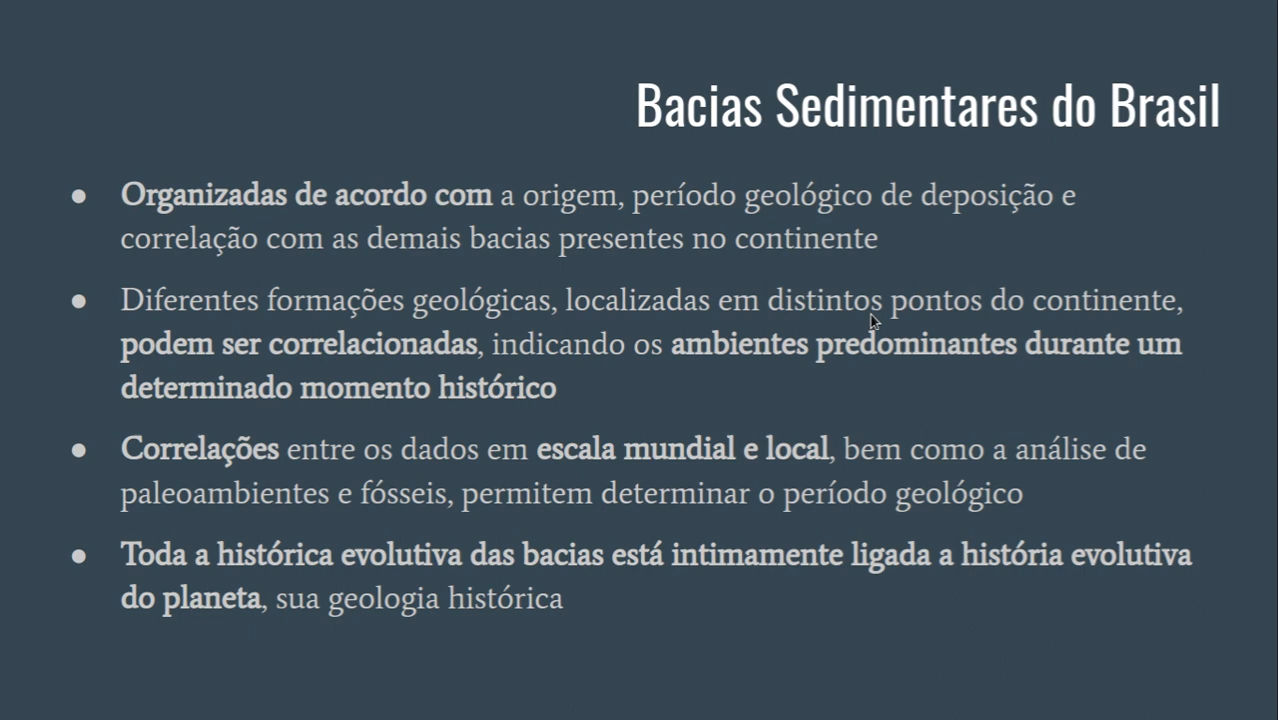 Bacias Sedimentares do Brasil
● Organizadas de acordo com a origem, período geológico de deposição e
correlação com as demais bacias presentes no continente
● Diferentes formações geológicas, localizadas em distintos pontos do continente,
podem ser correlacionadas, indicando os ambientes predominantes durante um
determinado momento histórico
● Correlações entre os dados em escala mundial e local, bem como a análise de
paleoambientes e fósseis, permitem determinar o período geológico
● Toda a histórica evolutiva das bacias está intimamente ligada a história evolutiva
do planeta, sua geologia histórica